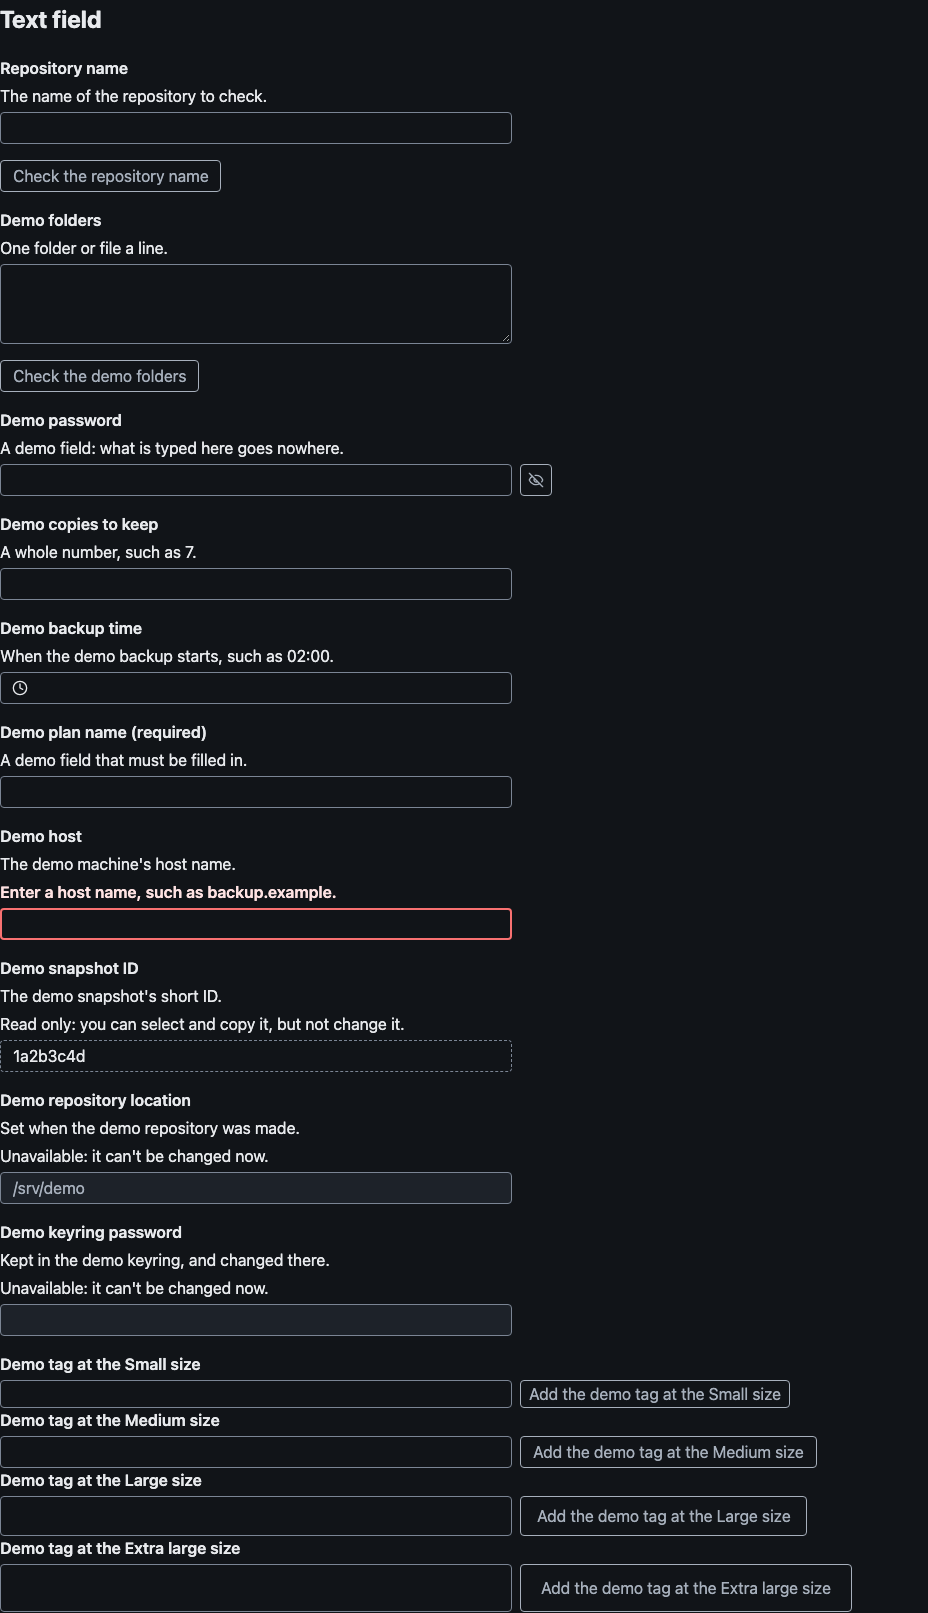 Text field
Repository name
The name of the repository to check.
Check the repository name
Demo folders
One folder or file a line.
Check the demo folders
Demo password
A demo field: what is typed here goes nowhere.
Demo copies to keep
A whole number, such as 7.
Demo backup time
When the demo backup starts, such as 02:00.
Demo plan name (required)
A demo field that must be filled in.
Demo host
The demo machine's host name.
Enter a host name, such as backup.example.
Demo snapshot ID
The demo snapshot's short ID.
Read only: you can select and copy it, but not change it.
1a2b3c4d
Demo repository location
Set when the demo repository was made.
Unavailable: it can't be changed now.
/srv/demo
Demo keyring password
Kept in the demo keyring, and changed there.
Unavailable: it can't be changed now.
Demo tag at the Small size
Add the demo tag at the Small size
Demo tag at the Medium size
Add the demo tag at the Medium size
Demo tag at the Large size
Add the demo tag at the Large size
Demo tag at the Extra large size
Add the demo tag at the Extra large size